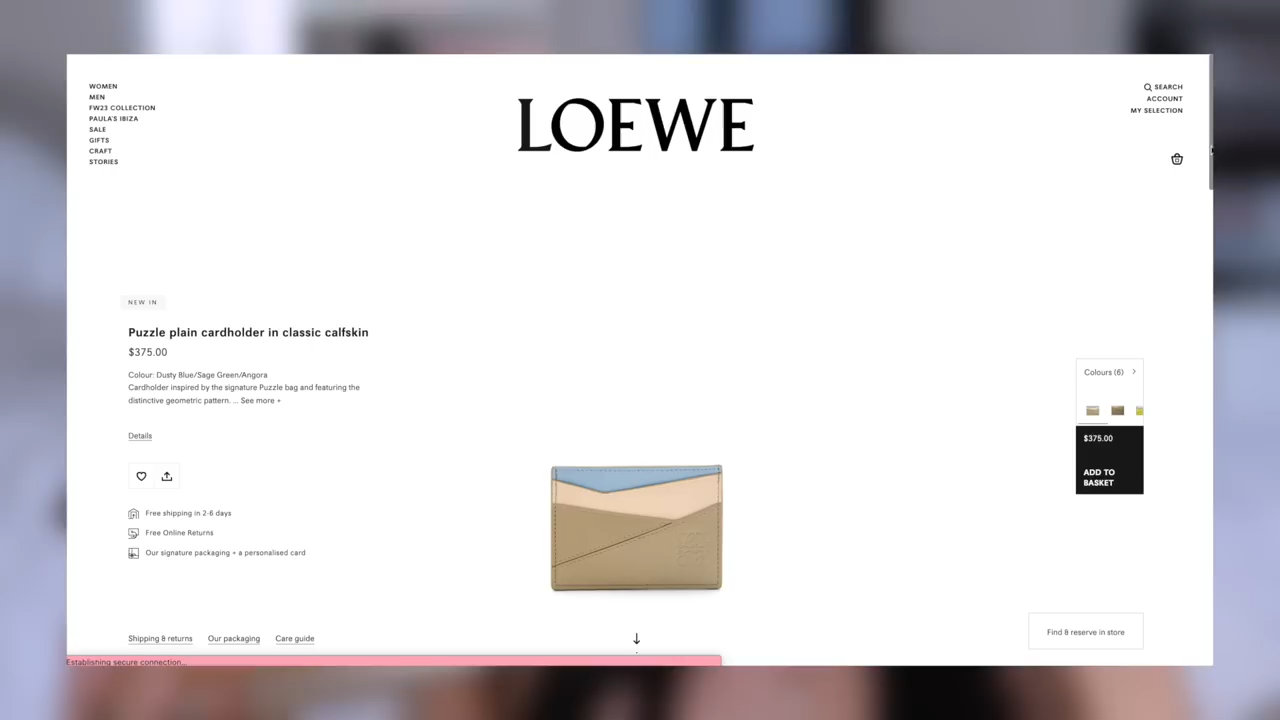 WOMEN
MEN
FW23 COLLECTION
PAULA'S IBIZA
SALE
GIFTS
CRAFT
STORIES
LOEWE
SEARCH
ACCOUNT
MY SELECTION
NEW IN
Puzzle plain cardholder in classic calfskin
$375.00
Colour: Dusty Blue/Sage Green/Angora
Cardholder inspired by the signature Puzzle bag and featuring the
distinctive geometric pattern. ... See more +
Details
Free shipping in 2-6 days
Free Online Returns
Our signature packaging + a personalised card
Shipping & returns Our packaging Care guide
Colours (6)
$375.00
ADD TO
BASKET
Find & reserve in store
Establishing secure connection...